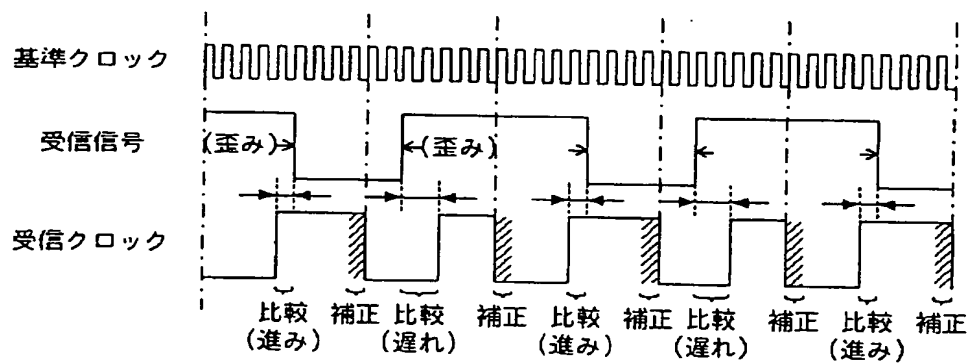 基準クロック
受信信号
(歪み)
(歪み)
受信クロック
比較 補正 比較 補正 比較 補正 比較 補正 比較 補正
(進み) (遅れ) (進み) (遅れ) (進み)